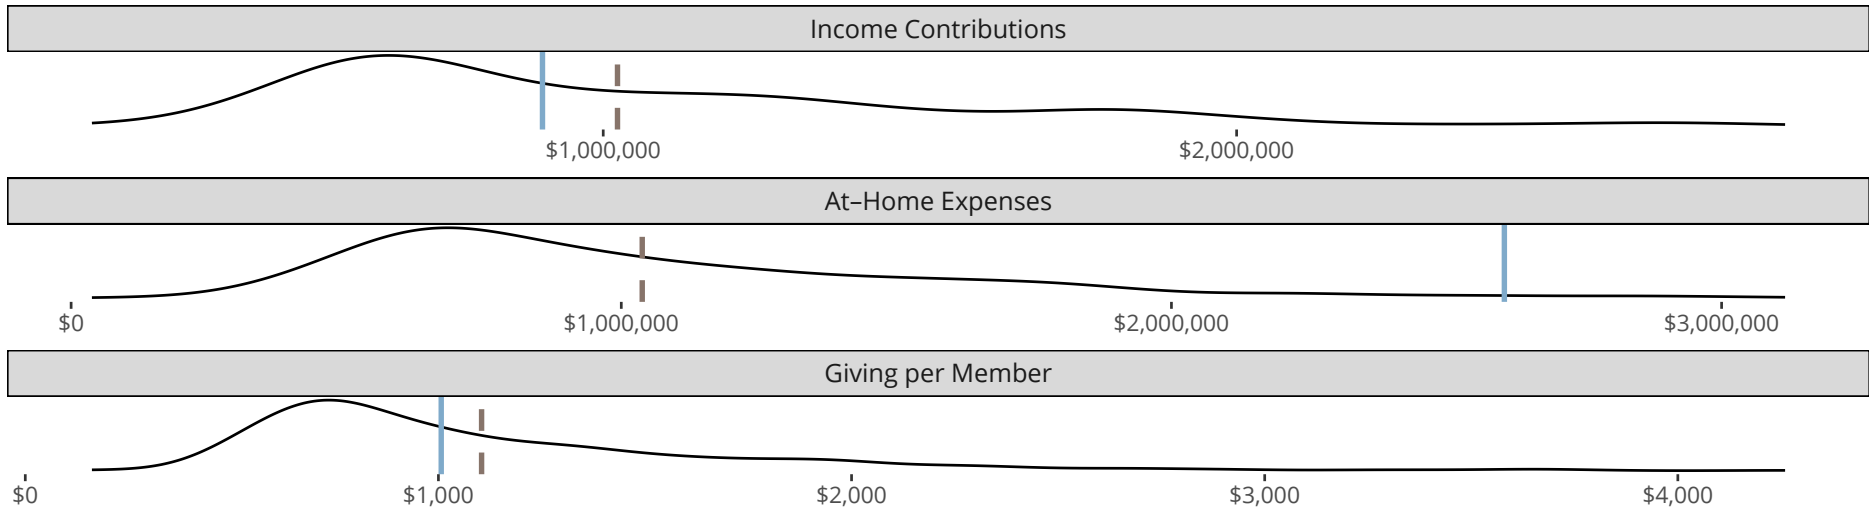 Income Contributions
$1,000,000 $2,000,000
At–Home Expenses
$0 $1,000,000 $2,000,000 $3,000,000
Giving per Member
$0 $1,000 $2,000 $3,000 $4,000